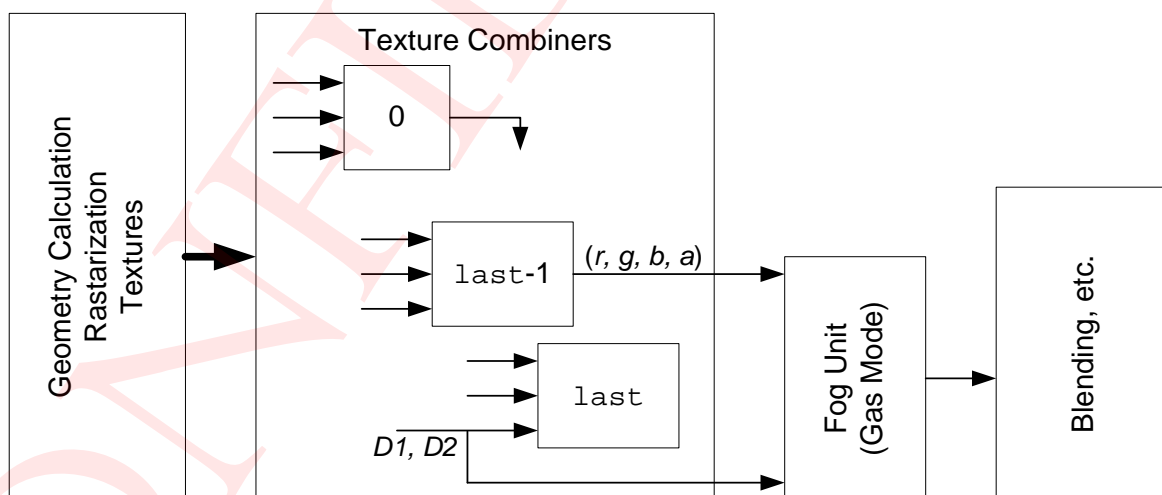 Geometry Calculation
Rastarization
Textures
Texture Combiners
0
last-1
(r, g, b, a)
last
D1, D2
Fog Unit
(Gas Mode)
Blending, etc.